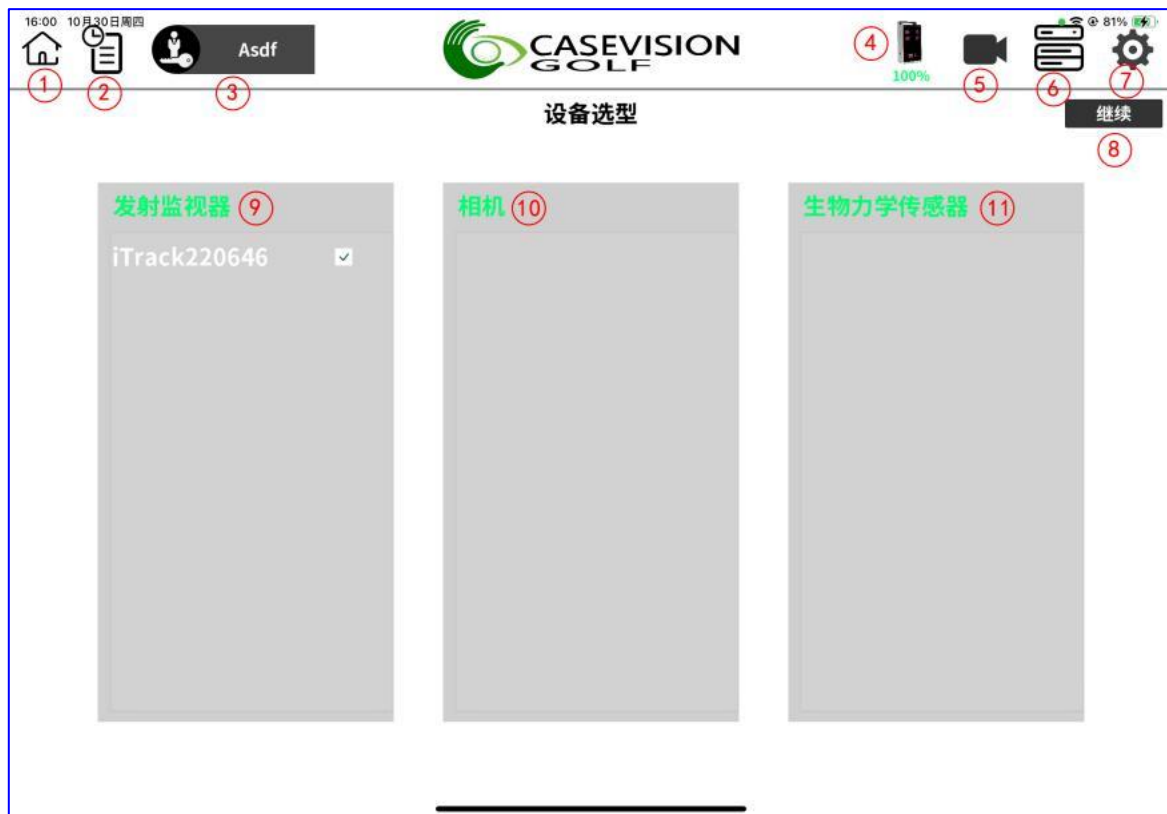 16:00 10月30日周四
81%
Asdf
CASEVISION
GOLF
100%
① ② ③ ④ ⑤ ⑥ ⑦
设备选型
继续
⑧
发射监视器 ⑨
相机 ⑩
生物力学传感器 ⑪
iTrack220646